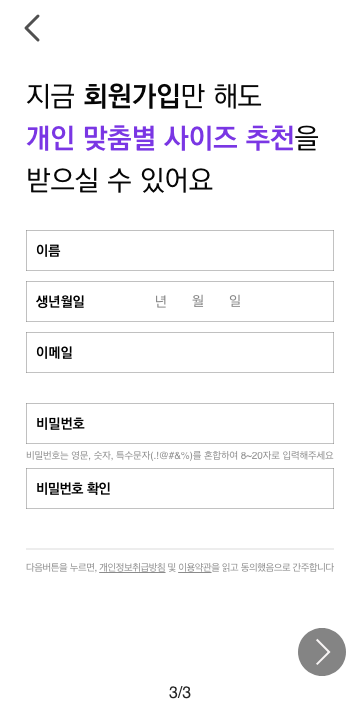 지금 회원가입만 해도
개인 맞춤별 사이즈 추천을
받으실 수 있어요
이름
생년월일 년 월 일
이메일
비밀번호
비밀번호는 영문, 숫자, 특수문자(.!@#&%)를 혼합하여 8~20자로 입력해주세요
비밀번호 확인
다음버튼을 누르면, 개인정보취급방침 및 이용약관을 읽고 동의했음으로 간주합니다
3/3